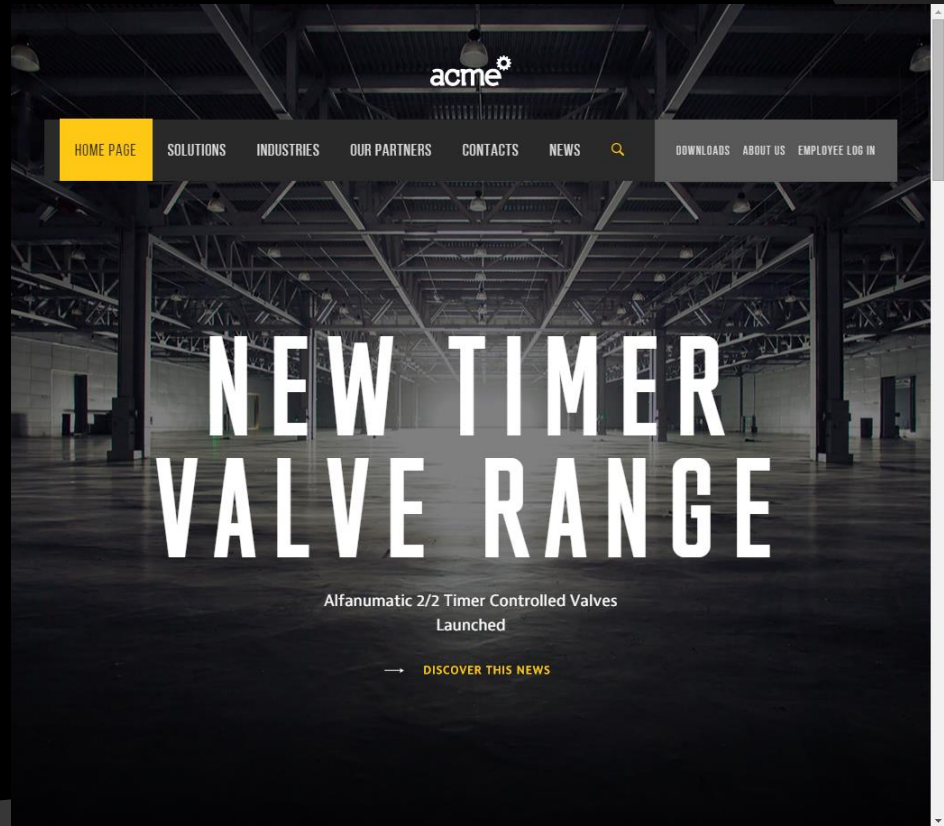 acme
HOME PAGE SOLUTIONS INDUSTRIES OUR PARTNERS CONTACTS NEWS DOWNLOADS ABOUT US EMPLOYEE LOG IN
NEW TIMER
VALVE RANGE
Alfanumatic 2/2 Timer Controlled Valves
Launched
DISCOVER THIS NEWS